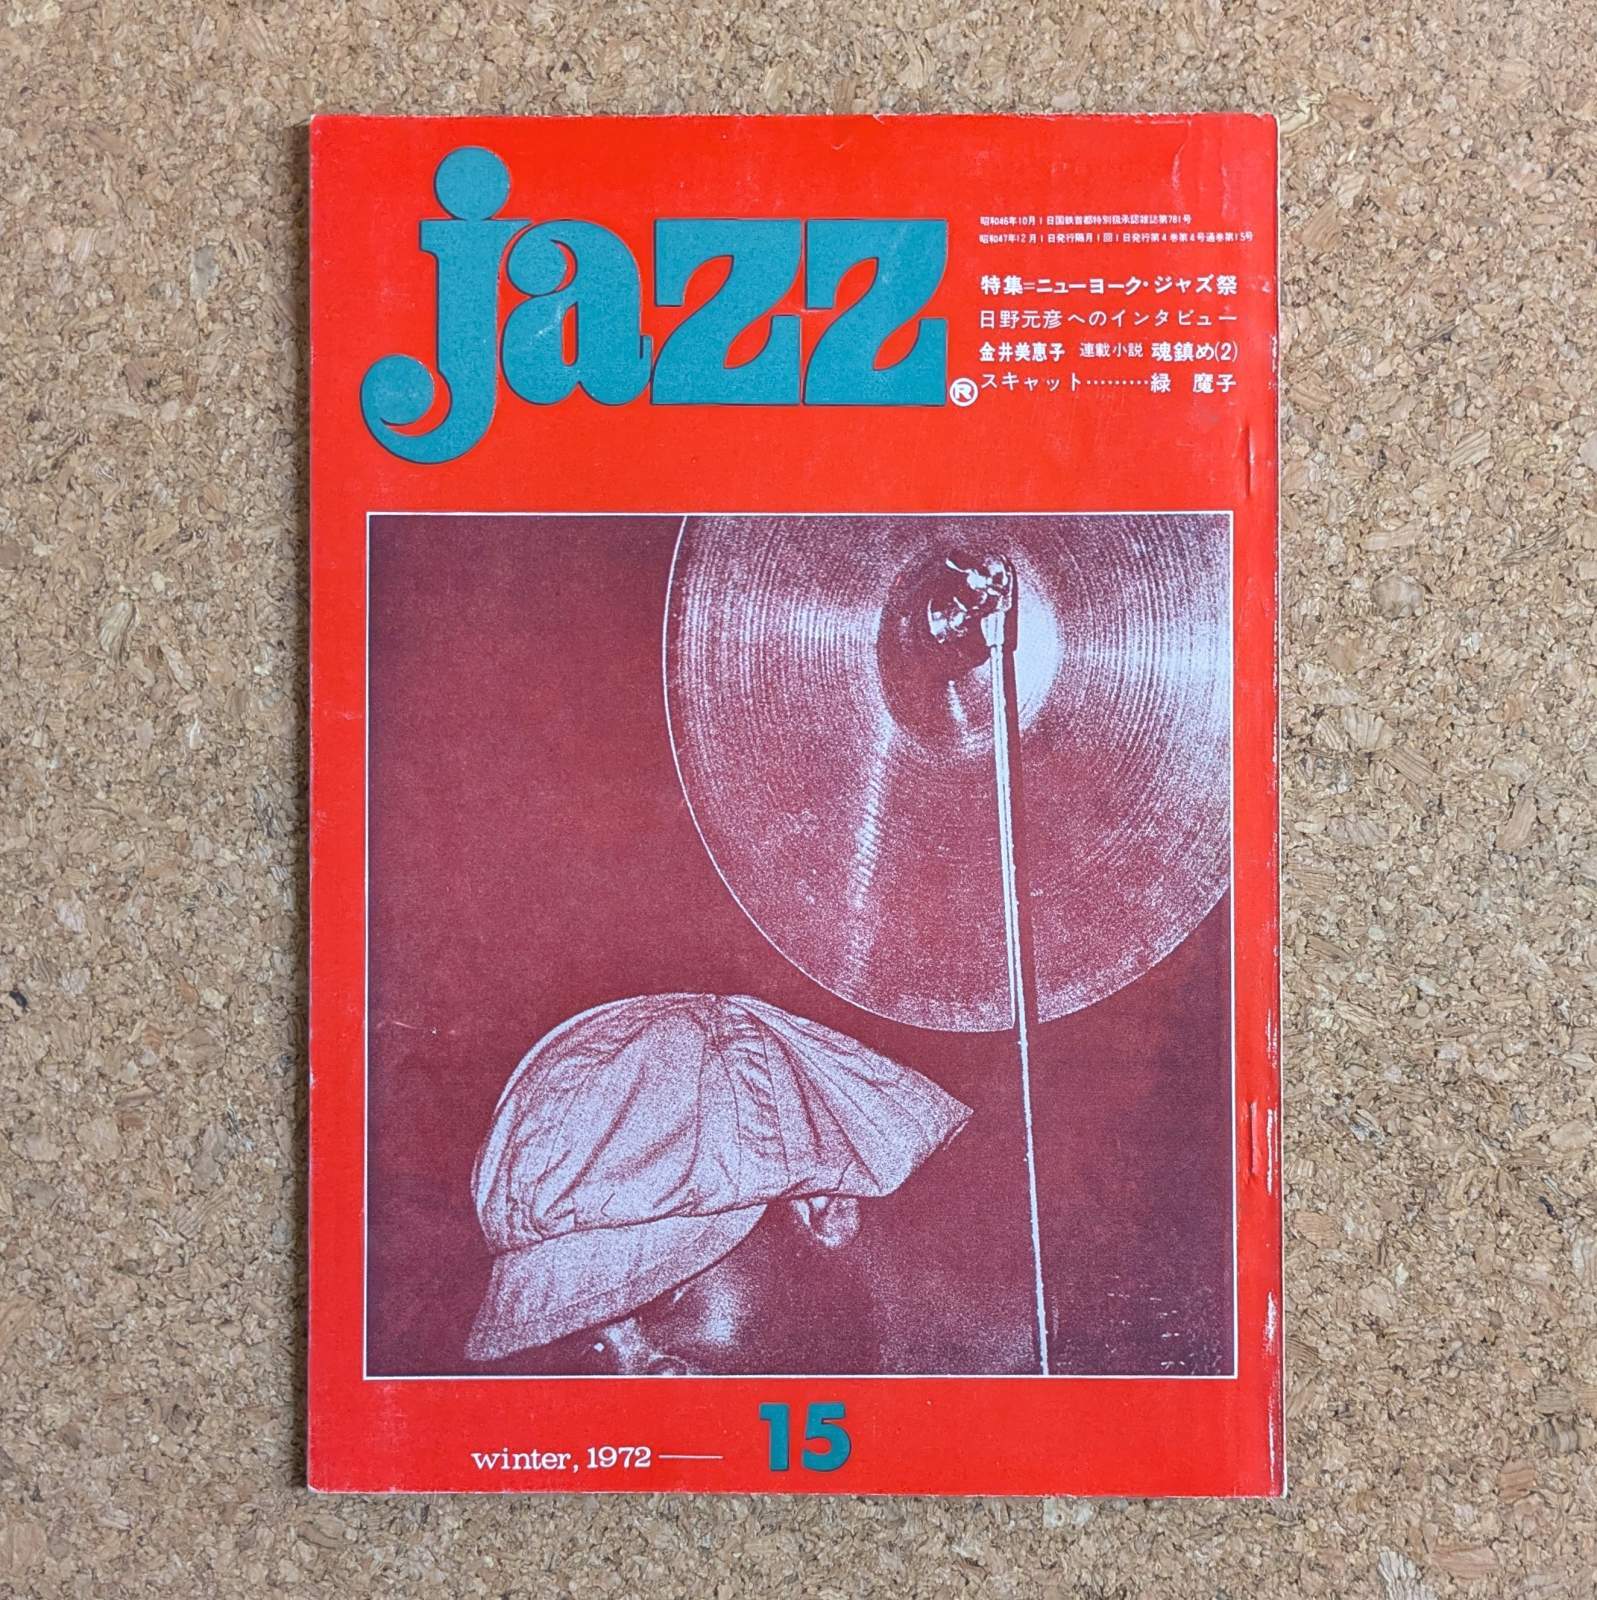 jazz®
昭和46年10月1日国鉄首都特別扱承認雑誌第781号
昭和47年12月1日発行隔月1回1日発行第4巻第4号通巻第15号
特集=ニューヨーク・ジャズ祭
日野元彦へのインタビュー
金井美恵子 連載小説 魂鎮め(2)
スキャット………緑 魔子
winter, 1972 — 15